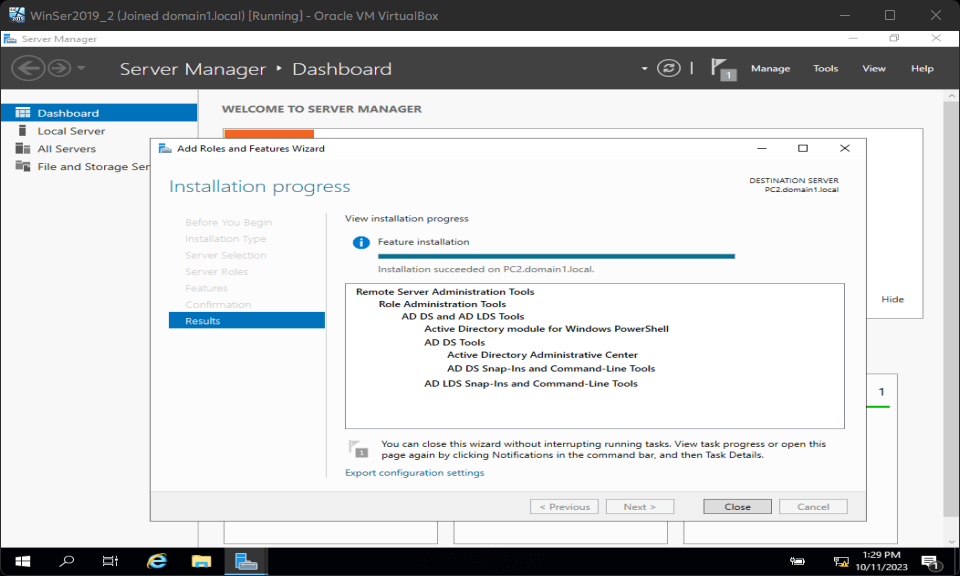 WinSer2019_2 (Joined domain1.local) [Running] - Oracle VM VirtualBox
Server Manager
Server Manager ‣ Dashboard
1
Manage
Tools
View
Help
Dashboard
Local Server
All Servers
File and Storage Ser
WELCOME TO SERVER MANAGER
Add Roles and Features Wizard
Installation progress
DESTINATION SERVER
PC2.domain1.local
Before You Begin
Installation Type
Server Selection
Server Roles
Features
Confirmation
Results
View installation progress
Feature installation
Installation succeeded on PC2.domain1.local.
Remote Server Administration Tools
Role Administration Tools
AD DS and AD LDS Tools
Active Directory module for Windows PowerShell
AD DS Tools
Active Directory Administrative Center
AD DS Snap-Ins and Command-Line Tools
AD LDS Snap-Ins and Command-Line Tools
1
You can close this wizard without interrupting running tasks. View task progress or open this
page again by clicking Notifications in the command bar, and then Task Details.
Export configuration settings
< Previous
Next >
Close
Cancel
Hide
1
1:29 PM
10/11/2023
1